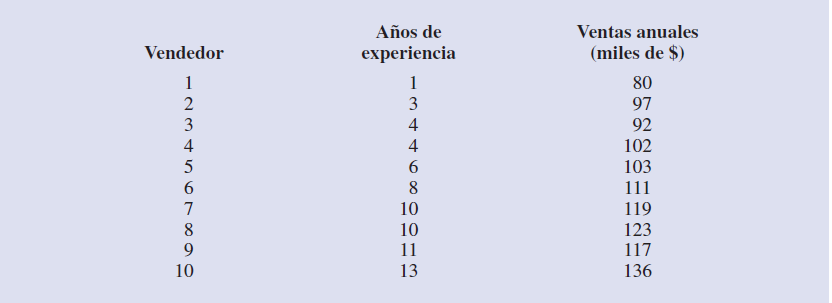 Años de Ventas anuales
Vendedor experiencia (miles de $)
1 1 80
2 3 97
3 4 92
4 4 102
5 6 103
6 8 111
7 10 119
8 10 123
9 11 117
10 13 136